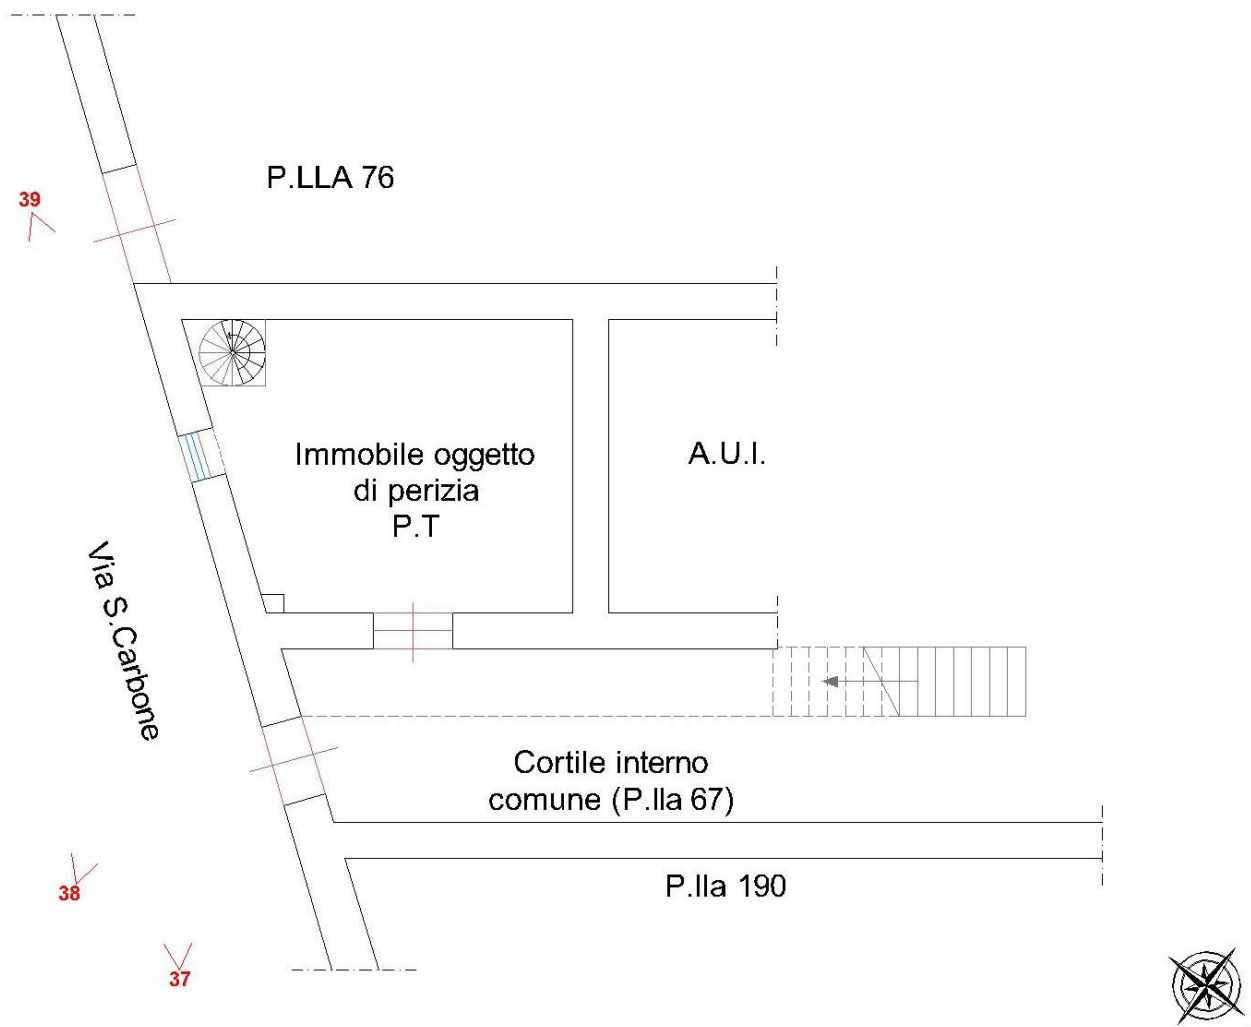 P.LLA 76
39
Immobile oggetto
di perizia
P.T
A.U.I.
Via S.Carbone
Cortile interno
comune (P.lla 67)
P.lla 190
38
37